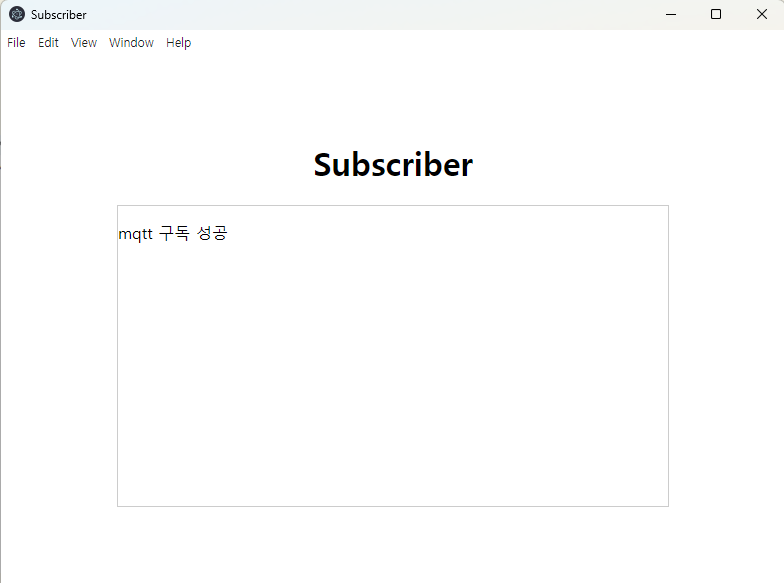 Subscriber
File Edit View Window Help
Subscriber
mqtt 구독 성공